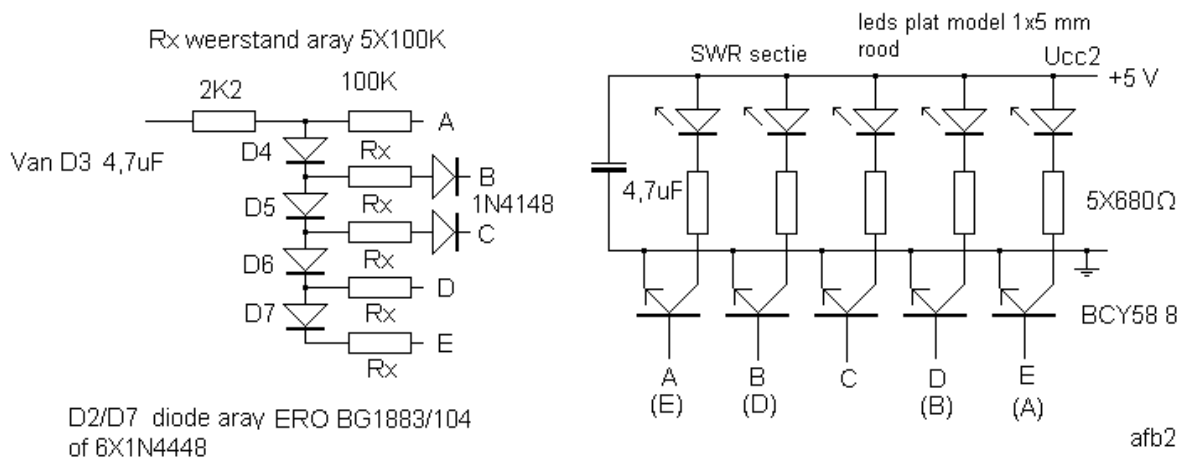 Rx weerstand aray 5X100K
2K2
100K
A
Van D3 4,7uF
D4
Rx
B
1N4148
D5
Rx
C
D6
Rx
D
D7
Rx
E
Rx
D2/D7 diode aray ERO BG1883/104
of 6X1N4448
leds plat model 1x5 mm
rood
SWR sectie
Ucc2
+5 V
4,7uF
5X680Ω
BCY58 8
A B C D E
(E) (D) (B) (A)
afb2